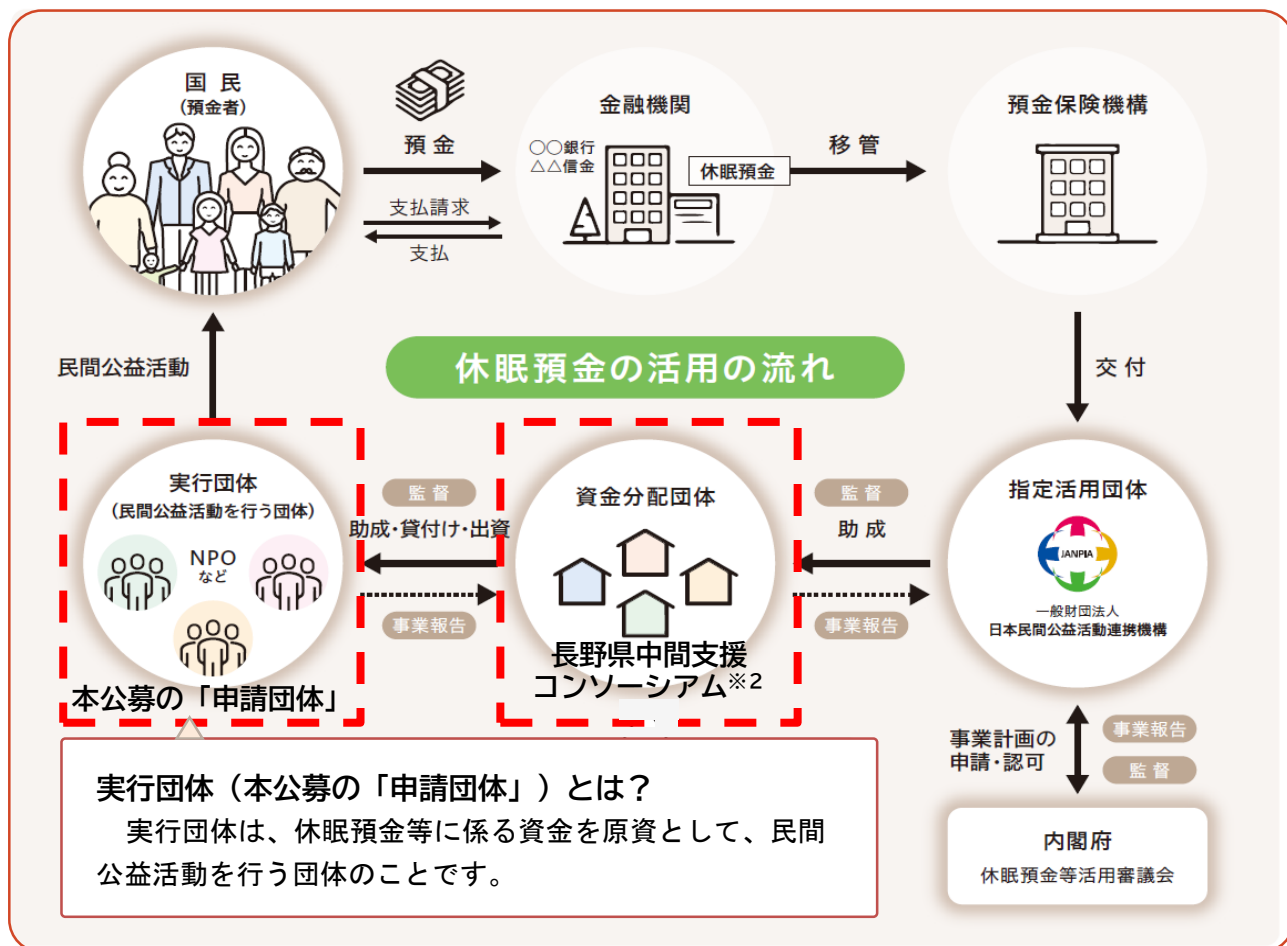 国 民
(預金者)
預 金
支払請求
支払
金融機関
○○銀行
△△信金
休眠預金
移 管
預金保険機構
民間公益活動
休眠預金の活用の流れ
交 付
実行団体
(民間公益活動を行う団体)
NPO
など
本公募の「申請団体」
監 督
助成・貸付け・出資
事業報告
資金分配団体
長野県中間支援
コンソーシアム※2
監 督
助 成
事業報告
指定活用団体
JANPIA
一般財団法人
日本民間公益活動連携機構
事業計画の
申請・認可
事業報告
監 督
内閣府
休眠預金等活用審議会
実行団体(本公募の「申請団体」)とは?
実行団体は、休眠預金等に係る資金を原資として、民間
公益活動を行う団体のことです。